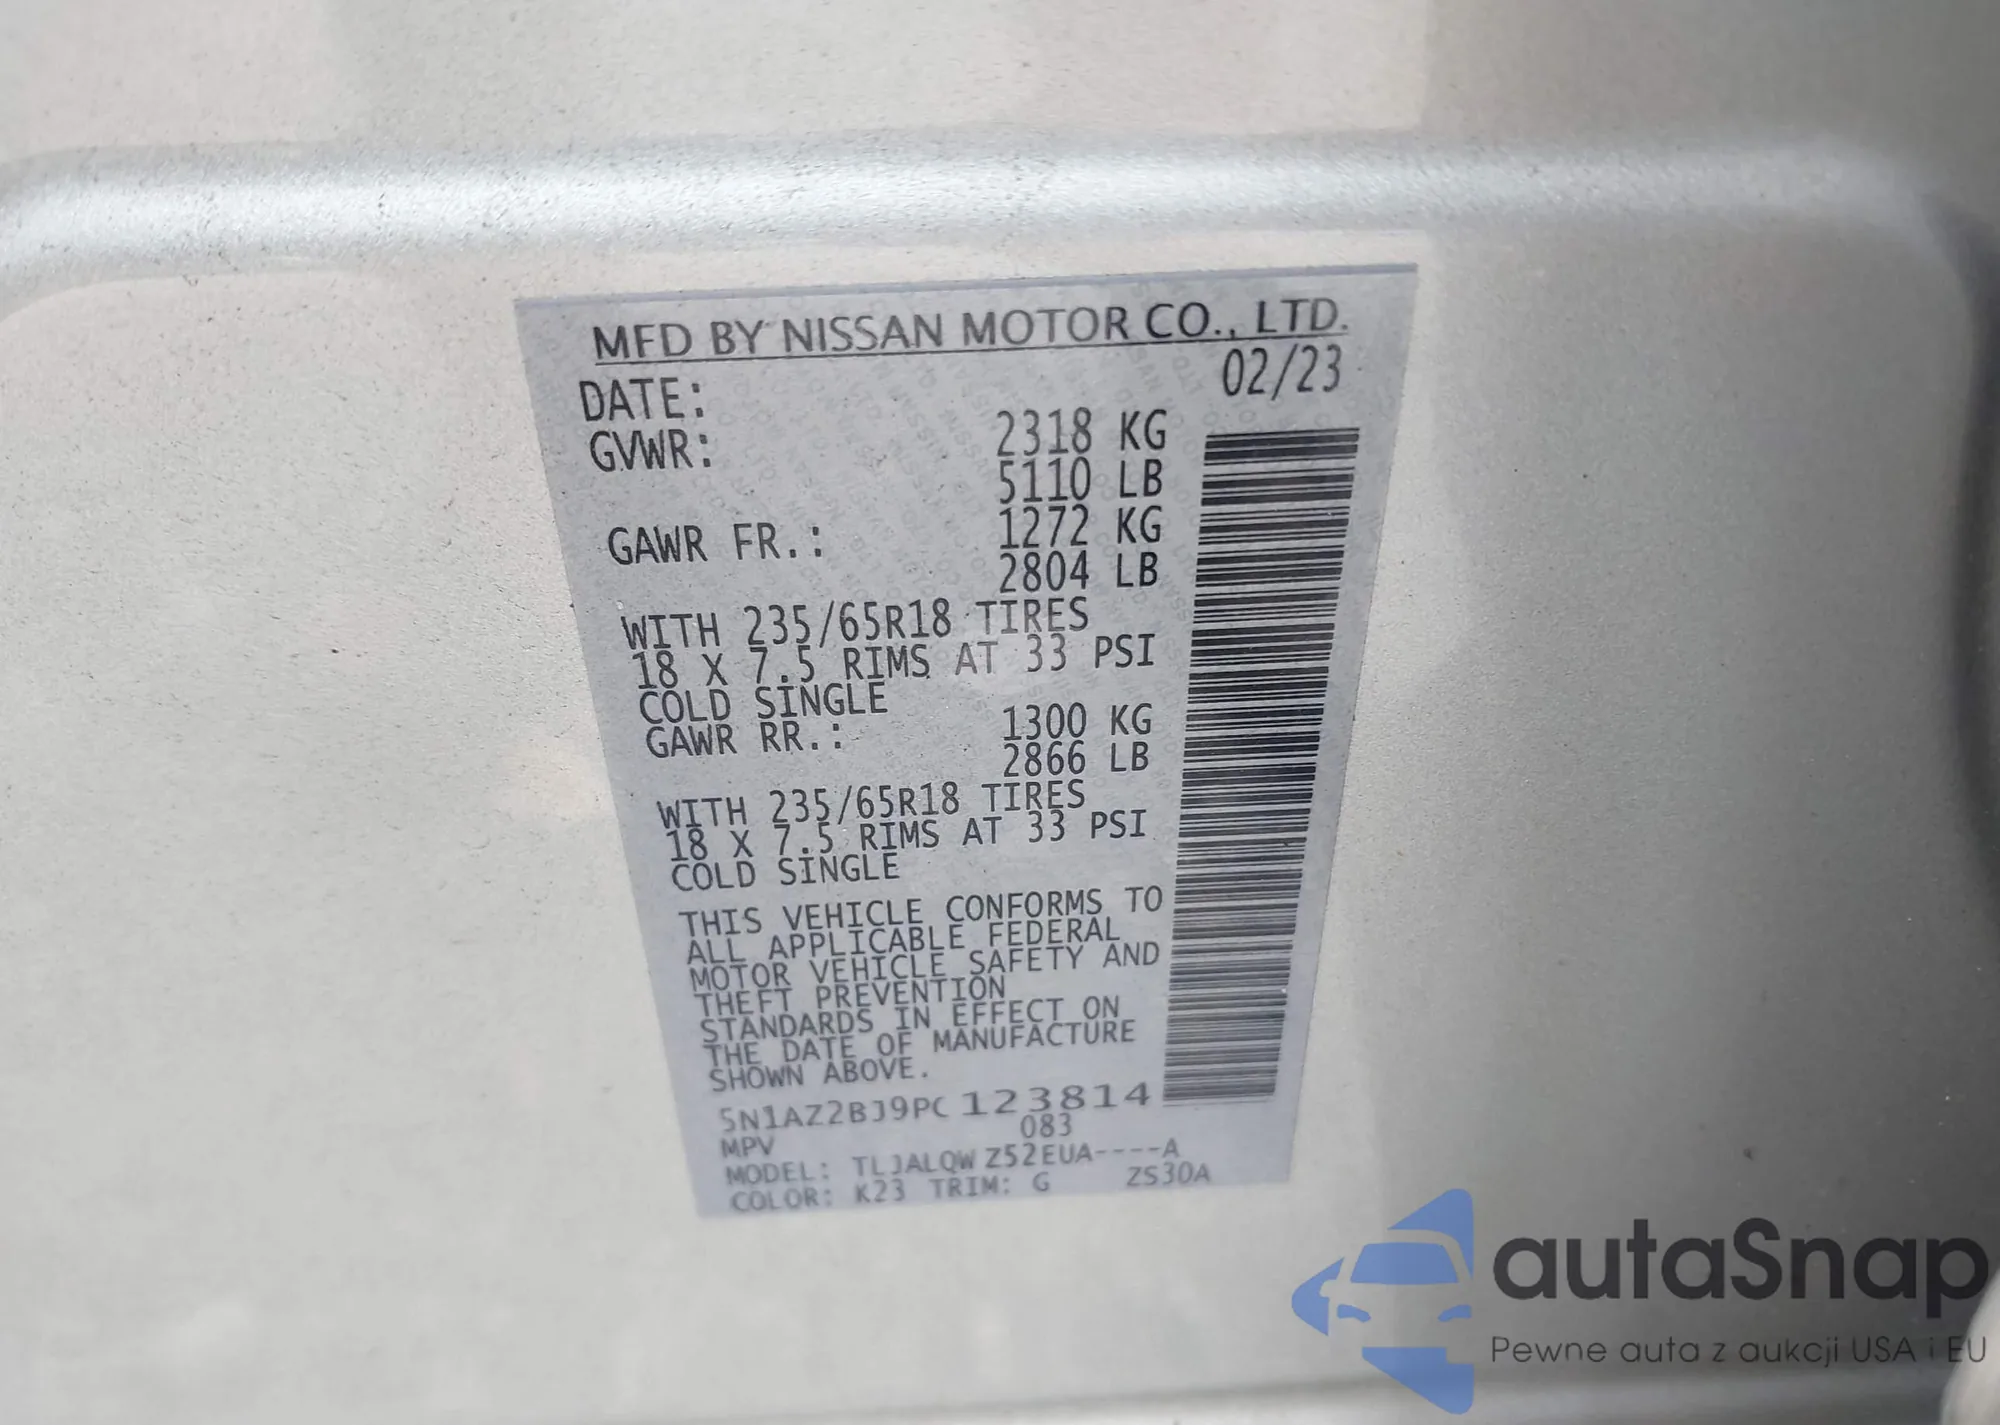 MFD BY NISSAN MOTOR CO., LTD.
DATE: 02/23
GVWR: 2318 KG
5110 LB
GAWR FR.: 1272 KG
2804 LB
WITH 235/65R18 TIRES
18 X 7.5 RIMS AT 33 PSI
COLD SINGLE
GAWR RR.: 1300 KG
2866 LB
WITH 235/65R18 TIRES
18 X 7.5 RIMS AT 33 PSI
COLD SINGLE
THIS VEHICLE CONFORMS TO
ALL APPLICABLE FEDERAL
MOTOR VEHICLE SAFETY AND
THEFT PREVENTION
STANDARDS IN EFFECT ON
THE DATE OF MANUFACTURE
SHOWN ABOVE.
5N1AZ2BJ9PC123814
083
MPV
MODEL: TLJALQWZ52EUA----A
COLOR: K23 TRIM: G ZS30A
autaSnap
Pewne auta z aukcji USA i EU